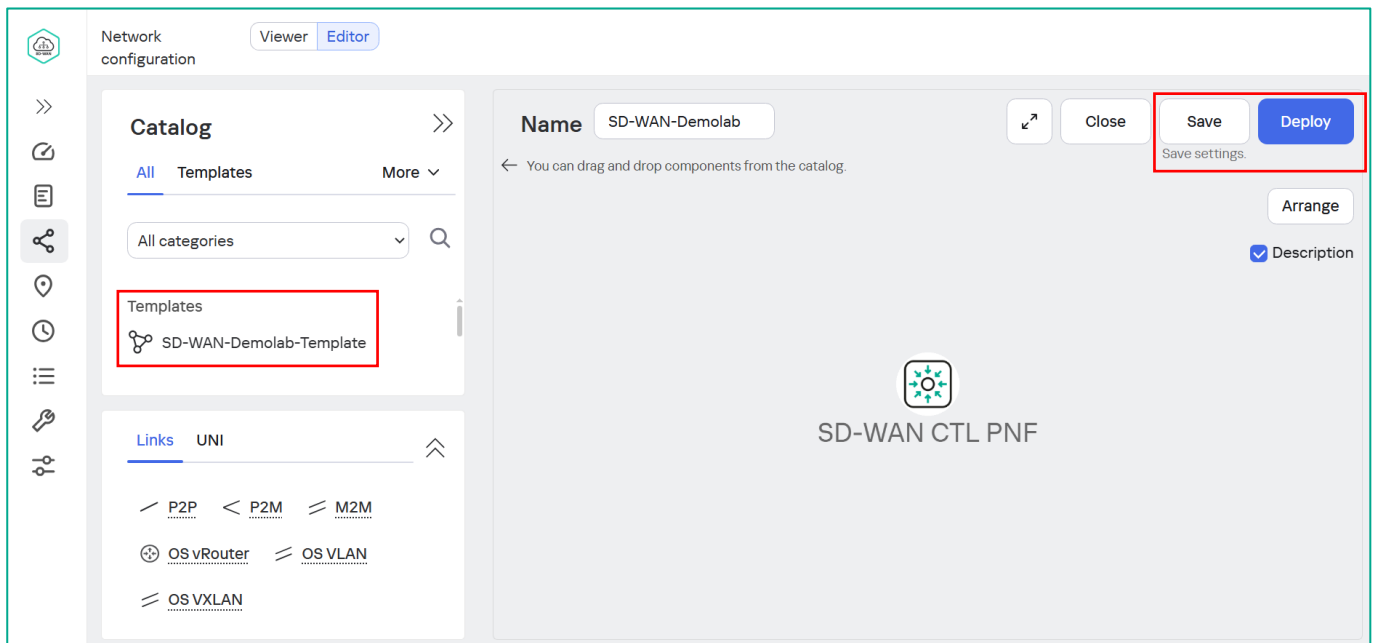 SD-WAN
Network
configuration
Viewer
Editor
Catalog
All
Templates
More
All categories
Templates
SD-WAN-Demolab-Template
Links
UNI
P2P
P2M
M2M
OS vRouter
OS VLAN
OS VXLAN
Name
SD-WAN-Demolab
Close
Save
Deploy
Save settings.
You can drag and drop components from the catalog.
Arrange
Description
SD-WAN CTL PNF